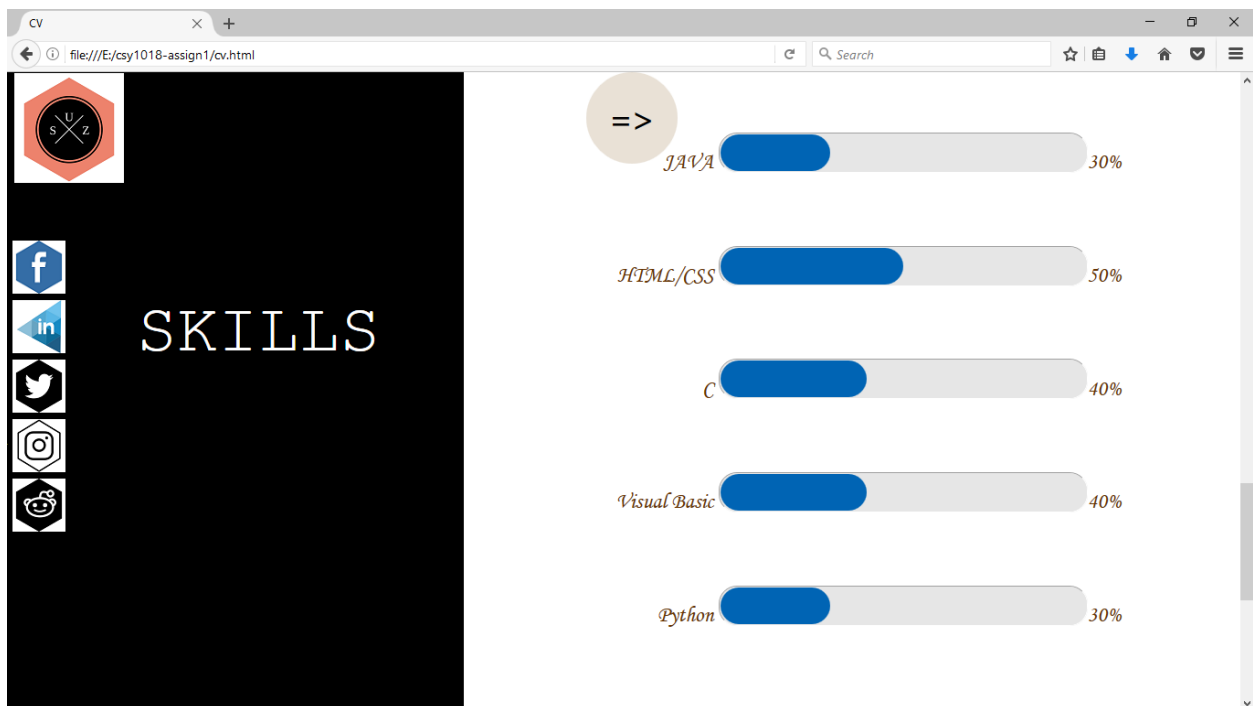 CV
file:///E:/csy1018-assign1/cv.html
Search
U
S Z
=>
JAVA 30%
f
HTML/CSS 50%
in
SKILLS
C 40%
Visual Basic 40%
Python 30%